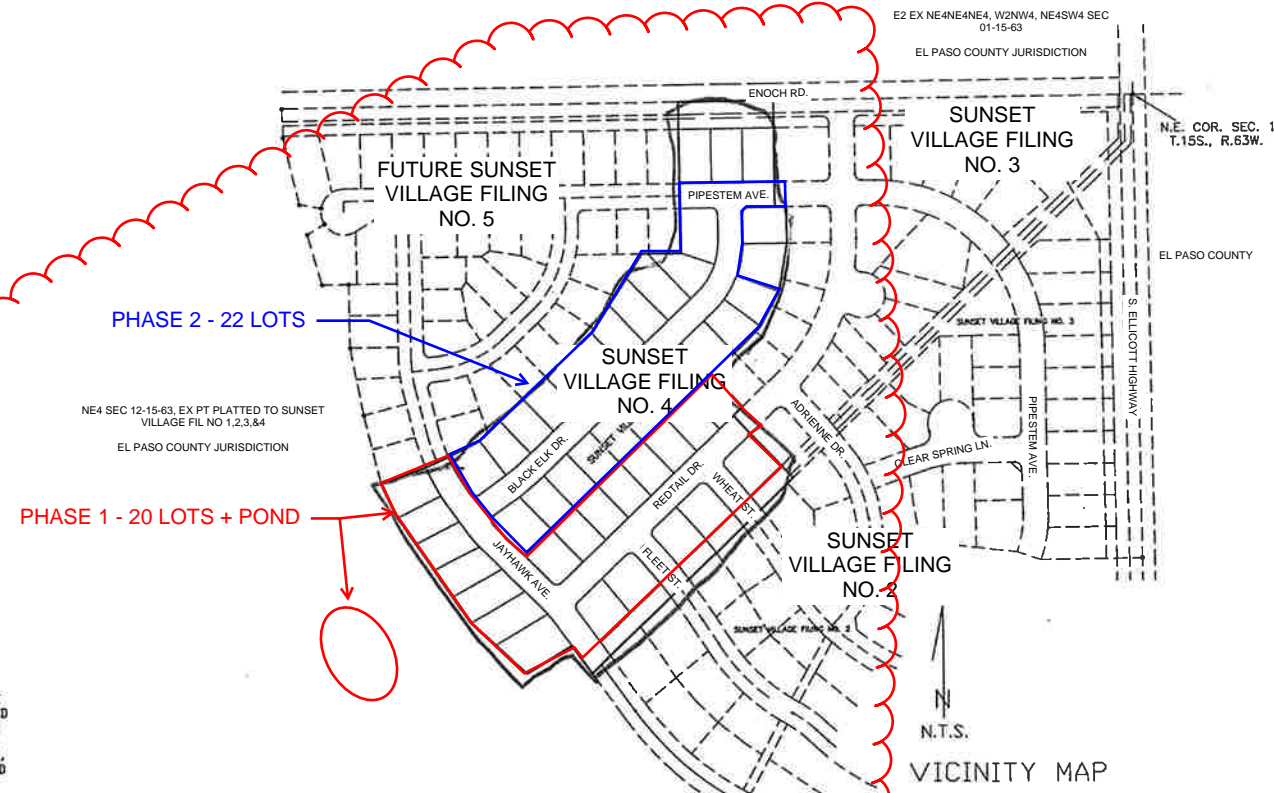 E2 EX NE4NE4NE4, W2NW4, NE4SW4 SEC
01-15-63
EL PASO COUNTY JURISDICTION
ENOCH RD.
SUNSET
VILLAGE FILING
NO. 3
N.E. COR. SEC. 1
T.15S., R.63W.
FUTURE SUNSET
VILLAGE FILING
NO. 5
PIPESTEM AVE.
EL PASO COUNTY
PHASE 2 - 22 LOTS
S. ELLICOTT HIGHWAY
SUNSET VILLAGE FILING NO. 3
SUNSET
VILLAGE FILING
NO. 4
NE4 SEC 12-15-63, EX PT PLATTED TO SUNSET
VILLAGE FIL NO 1,2,3,&4
EL PASO COUNTY JURISDICTION
ADRIENNE DR.
PIPESTEM AVE.
BLACK ELK DR.
SUNSET
CLEAR SPRING LN.
REDTAIL DR.
WHEAT ST.
PHASE 1 - 20 LOTS + POND
JAYHAWK AVE.
FLEET ST.
SUNSET
VILLAGE FILING
NO. 2
SUNSET VILLAGE FILING NO. 2
N
N.T.S.
VICINITY MAP